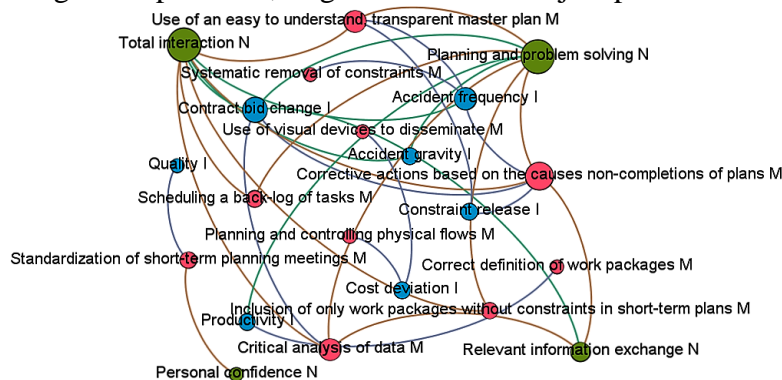 Use of an easy to understand, transparent master plan M
Total interaction N
Planning and problem solving N
Systematic removal of constraints M
Contract bid change I
Accident frequency I
Use of visual devices to disseminate M
Accident gravity I
Quality I
Corrective actions based on the causes non-completions of plans M
Scheduling a back-log of tasks M
Constraint release I
Planning and controlling physical flows M
Standardization of short-term planning meetings M
Correct definition of work packages M
Cost deviation I
Inclusion of only work packages without constraints in short-term plans M
Productivity I
Critical analysis of data M
Relevant information exchange N
Personal confidence N